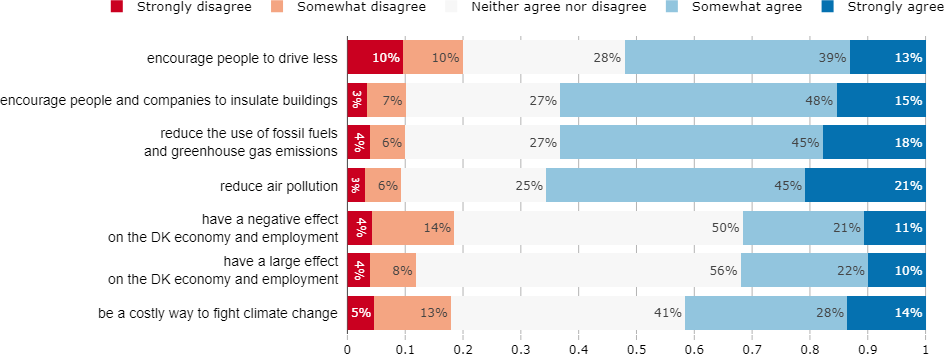 Strongly disagree Somewhat disagree Neither agree nor disagree Somewhat agree Strongly agree
encourage people to drive less 10% 10% 28% 39% 13%
encourage people and companies to insulate buildings 3% 7% 27% 48% 15%
reduce the use of fossil fuels
and greenhouse gas emissions 4% 6% 27% 45% 18%
reduce air pollution 3% 6% 25% 45% 21%
have a negative effect
on the DK economy and employment 4% 14% 50% 21% 11%
have a large effect
on the DK economy and employment 4% 8% 56% 22% 10%
be a costly way to fight climate change 5% 13% 41% 28% 14%
0 0.1 0.2 0.3 0.4 0.5 0.6 0.7 0.8 0.9 1